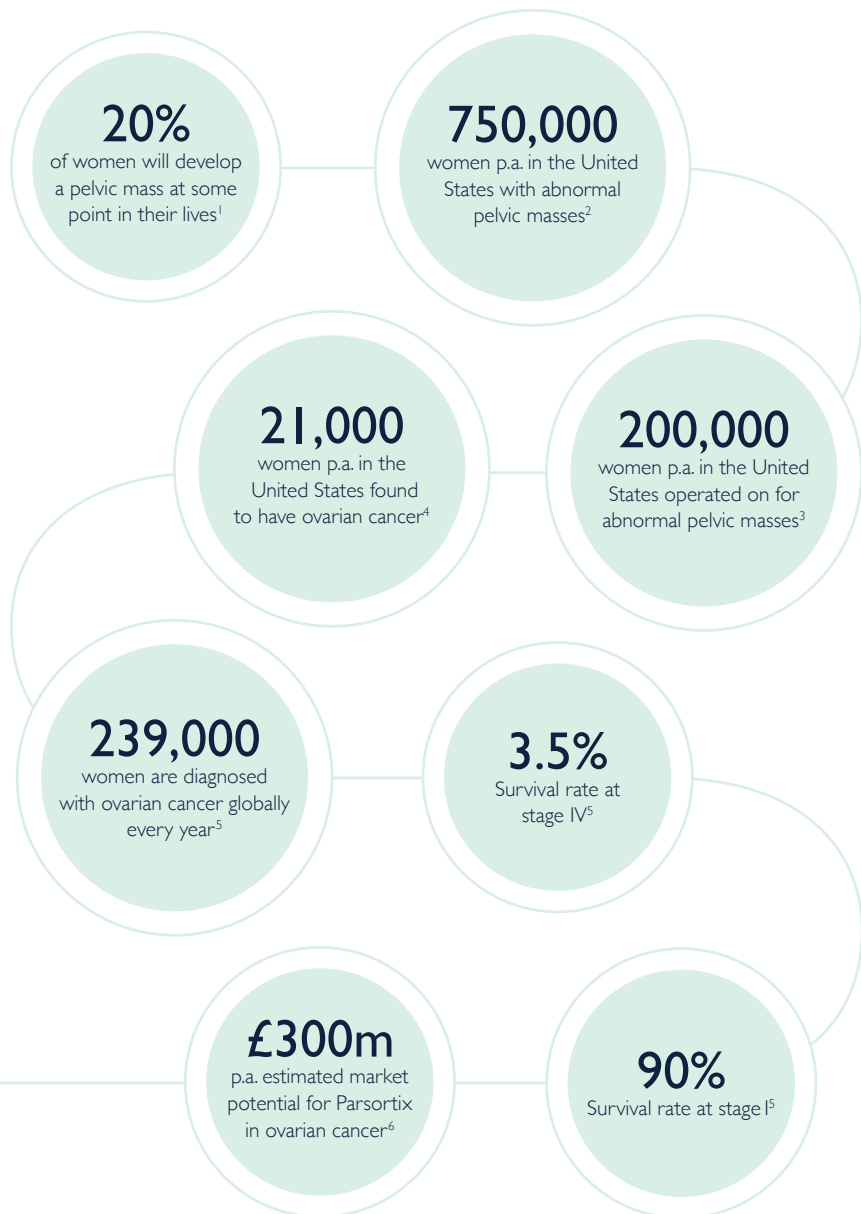 20%
of women will develop
a pelvic mass at some
point in their lives¹
750,000
women p.a. in the United
States with abnormal
pelvic masses²
200,000
women p.a. in the United
States operated on for
abnormal pelvic masses³
21,000
women p.a. in the
United States found
to have ovarian cancer⁴
239,000
women are diagnosed
with ovarian cancer globally
every year⁵
3.5%
Survival rate at
stage IV⁵
90%
Survival rate at stage I⁵
£300m
p.a. estimated market
potential for Parsortix
in ovarian cancer⁶